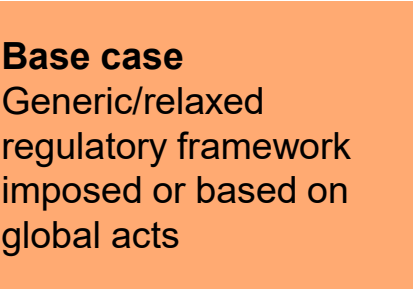 Base case
Generic/relaxed
regulatory framework
imposed or based on
global acts